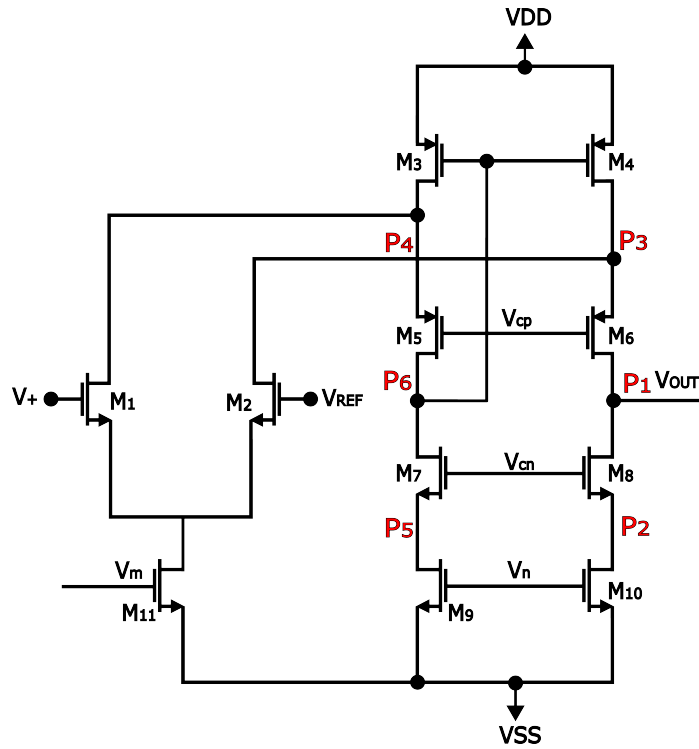 VDD
M3 M4
P4 P3
M5 Vcp M6
P6 P1 VOUT
V+ M1 M2 VREF
M7 Vcn M8
P5 P2
Vm Vn
M11 M9 M10
VSS